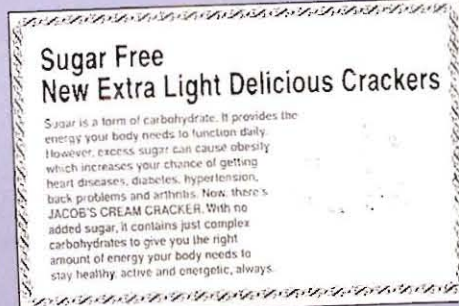 Sugar Free
New Extra Light Delicious Crackers
Sugar is a form of carbohydrate. It provides the
energy your body needs to function daily.
However, excess sugar can cause obesity
which increases your chance of getting
heart diseases, diabetes, hypertension,
back problems and arthritis. Now, there's
JACOB'S CREAM CRACKER. With no
added sugar, it contains just complex
carbohydrates to give you the right
amount of energy your body needs to
stay healthy, active and energetic, always.